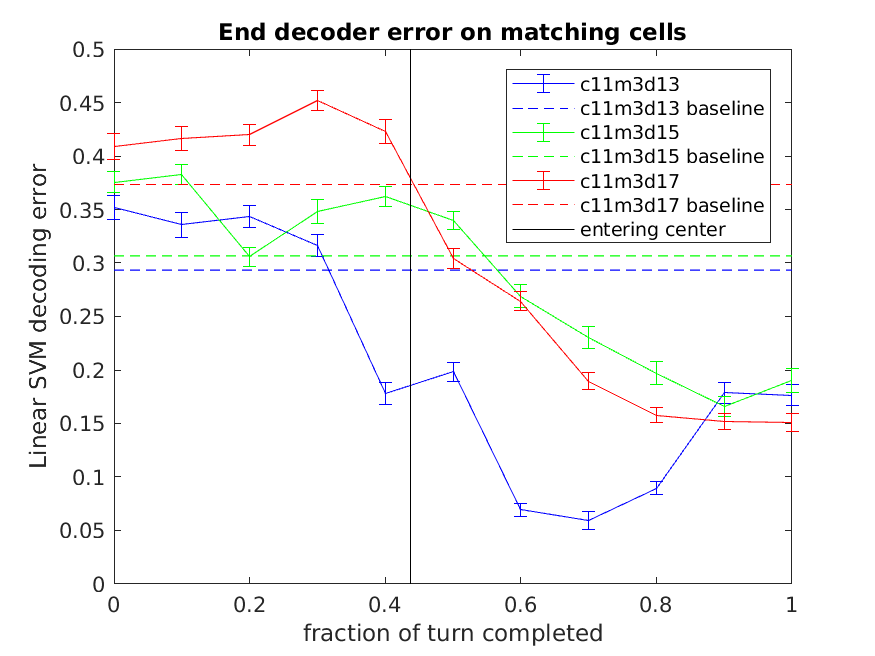 End decoder error on matching cells
0.5
0.45
0.4
0.35
0.3
0.25
0.2
0.15
0.1
0.05
0
Linear SVM decoding error
c11m3d13
c11m3d13 baseline
c11m3d15
c11m3d15 baseline
c11m3d17
c11m3d17 baseline
entering center
0 0.2 0.4 0.6 0.8 1
fraction of turn completed